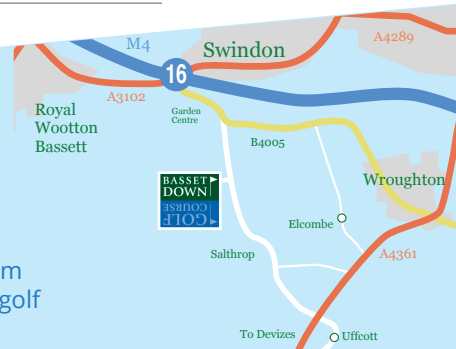 M4
Swindon
A4289
16
A3102
Royal
Wootton
Bassett
Garden
Centre
B4005
BASSET
DOWN
GOLF
COURSE
Wroughton
Elcombe
Salthrop
A4361
m
golf
To Devizes
Uffcott